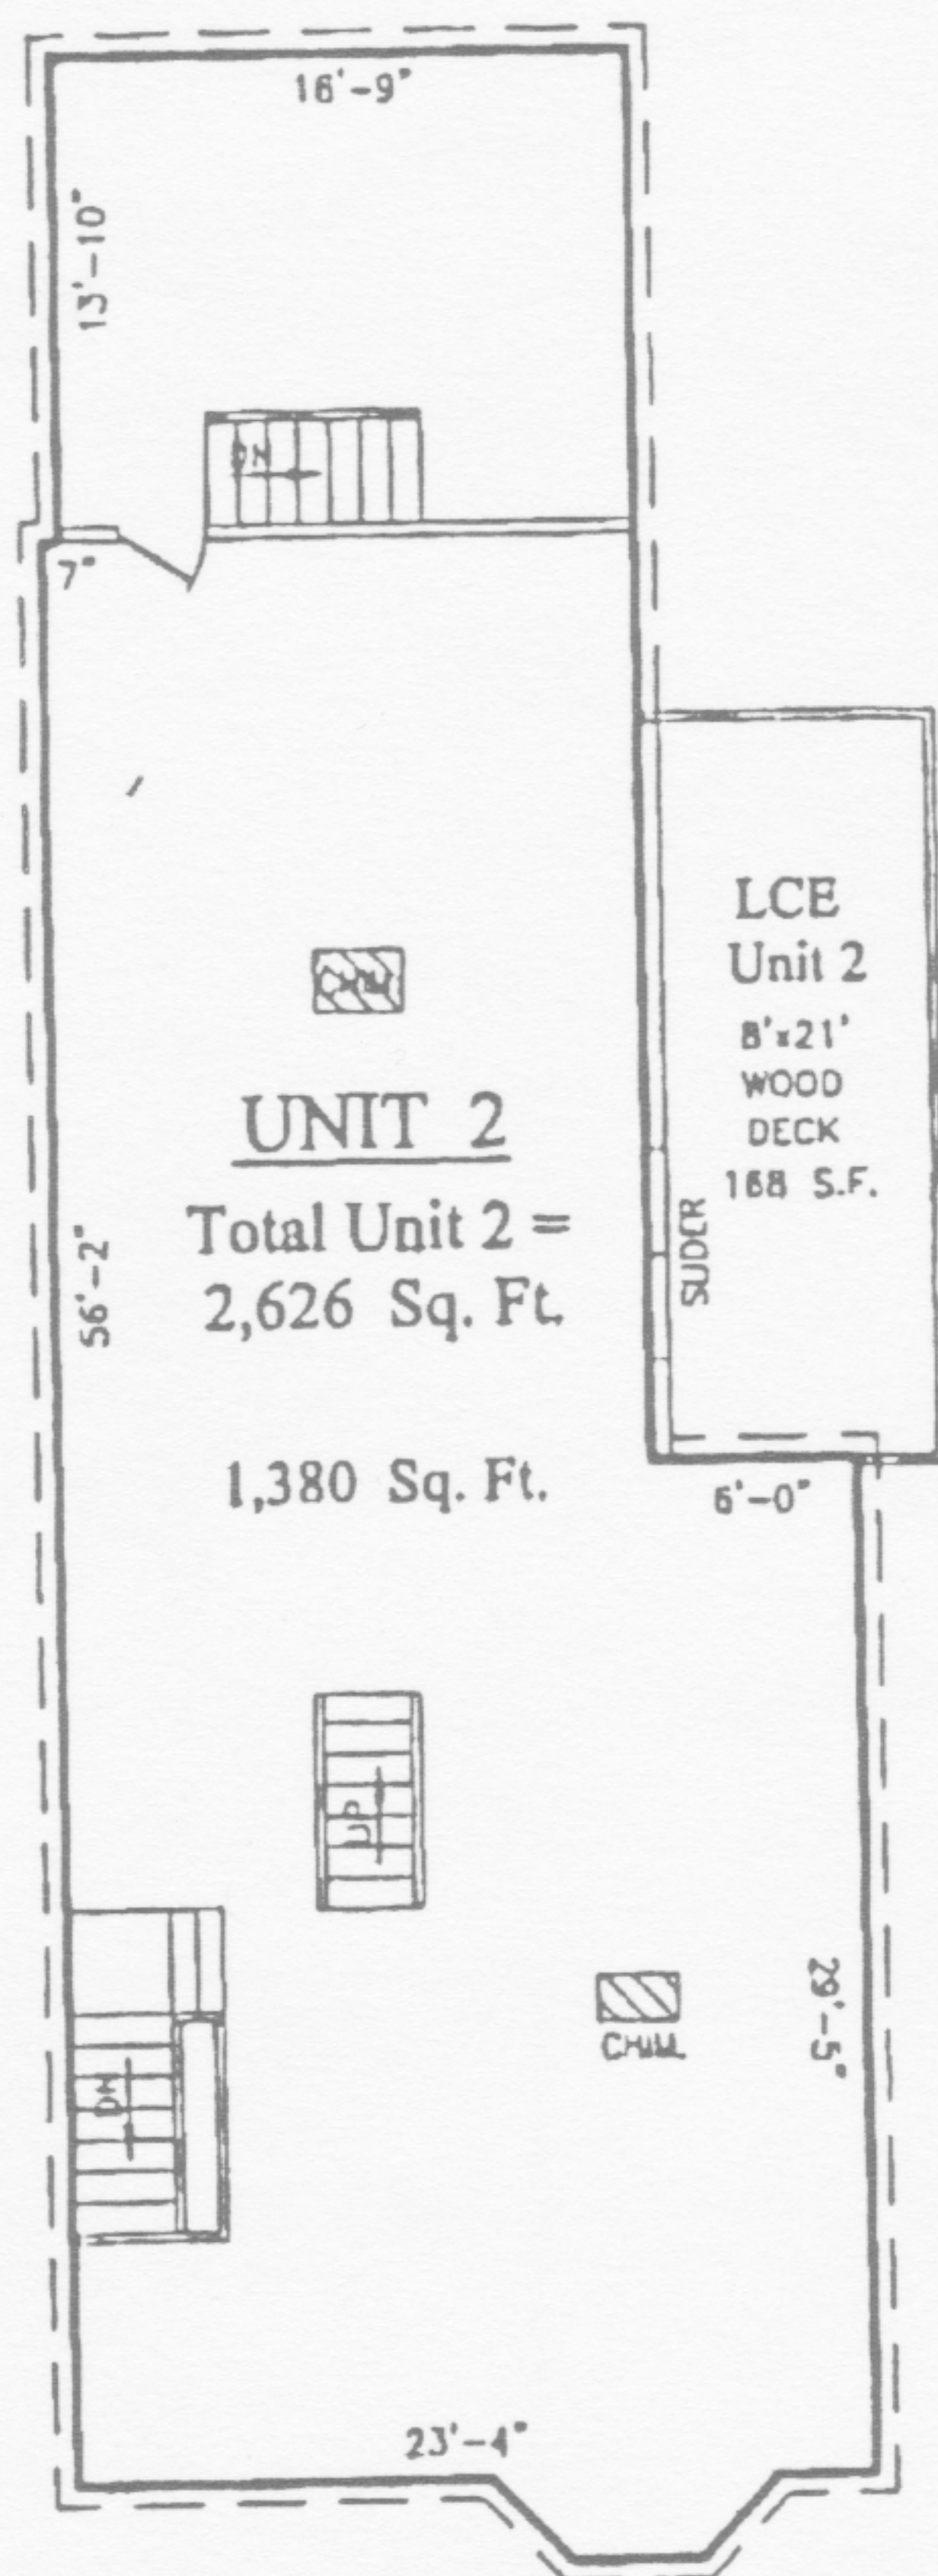 16'-9"
13'-10"
DN
7"
LCE
Unit 2
8'x21'
WOOD
DECK
168 S.F.
UNIT 2
Total Unit 2 =
2,626 Sq. Ft.
56'-2"
1,380 Sq. Ft.
6'-0"
UP
29'-5"
CHIM.
DN
23'-4"